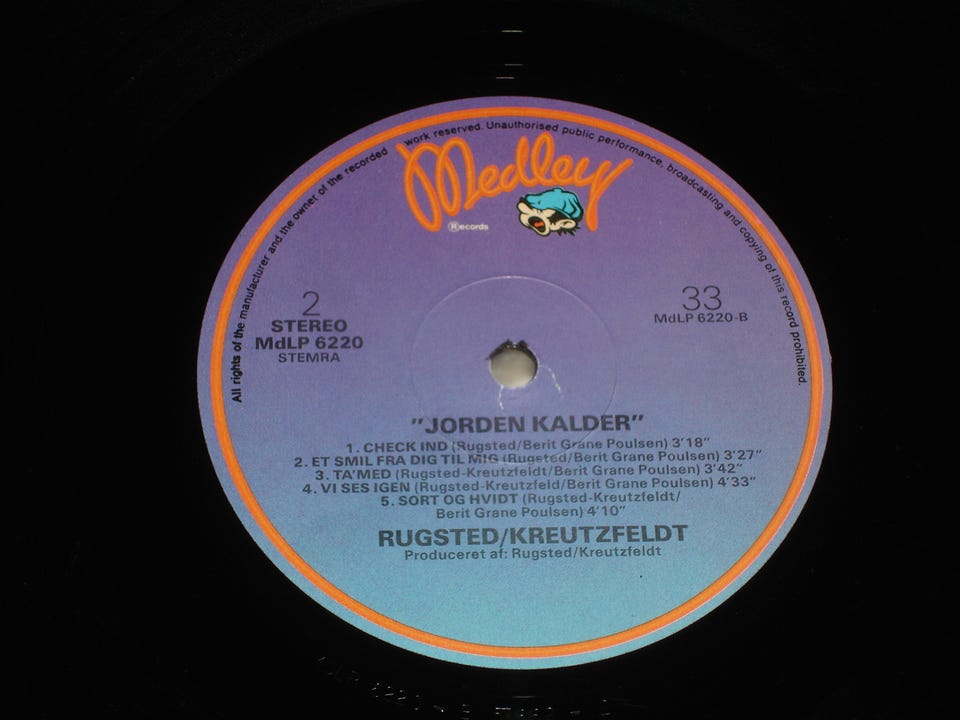 All rights of the manufacturer and the owner of the recorded work reserved. Unauthorised public performance, broadcasting and copying of this record prohibited.
Medley
Records
2
STEREO
MdLP 6220
STEMRA
33
MdLP 6220-B
"JORDEN KALDER"
1. CHECK IND (Rugsted/Berit Grane Poulsen) 3'18"
2. ET SMIL FRA DIG TIL MIG (Rugsted/Berit Grane Poulsen) 3'27"
3. TA'MED (Rugsted-Kreutzfeldt/Berit Grane Poulsen) 3'42"
4. VI SES IGEN (Rugsted-Kreutzfeld/Berit Grane Poulsen) 4'33"
5. SORT OG HVIDT (Rugsted-Kreutzfeldt/
Berit Grane Poulsen) 4'10"
RUGSTED/KREUTZFELDT
Produceret af: Rugsted/Kreutzfeldt